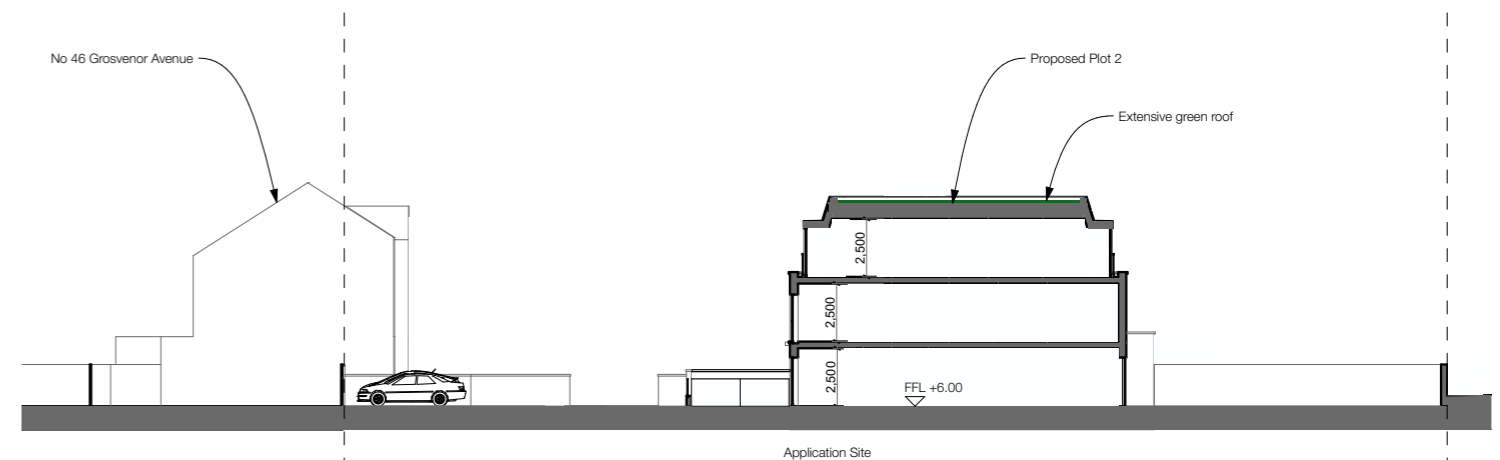 No 46 Grosvenor Avenue
Proposed Plot 2
Extensive green roof
2,500
2,500
2,500
FFL +6.00
Application Site